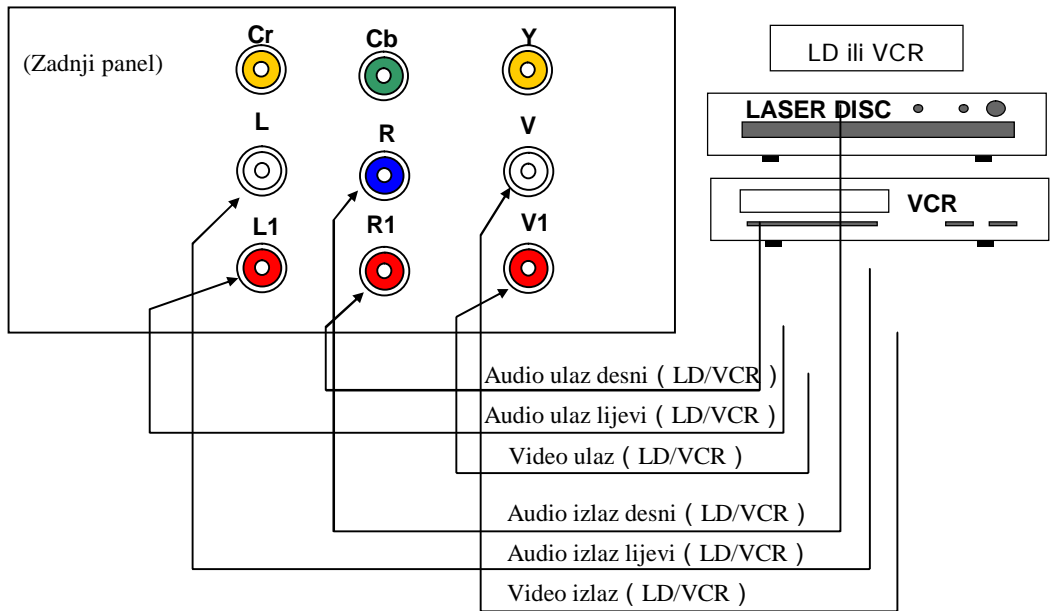 Cr Cb Y
(Zadnji panel)
LD ili VCR
LASER DISC
L R V
VCR
L1 R1 V1
Audio ulaz desni ( LD/VCR )
Audio ulaz lijevi ( LD/VCR )
Video ulaz ( LD/VCR )
Audio izlaz desni ( LD/VCR )
Audio izlaz lijevi ( LD/VCR )
Video izlaz ( LD/VCR )